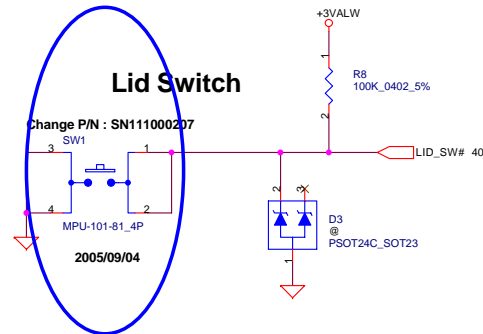 +3VALW
1
R8
100K_0402_5%
2
Lid Switch
Change P/N : SN111000207
SW1
3
1
LID_SW# 40
4
2
MPU-101-81_4P
2
3
D3
@
PSOT24C_SOT23
1
2005/09/04